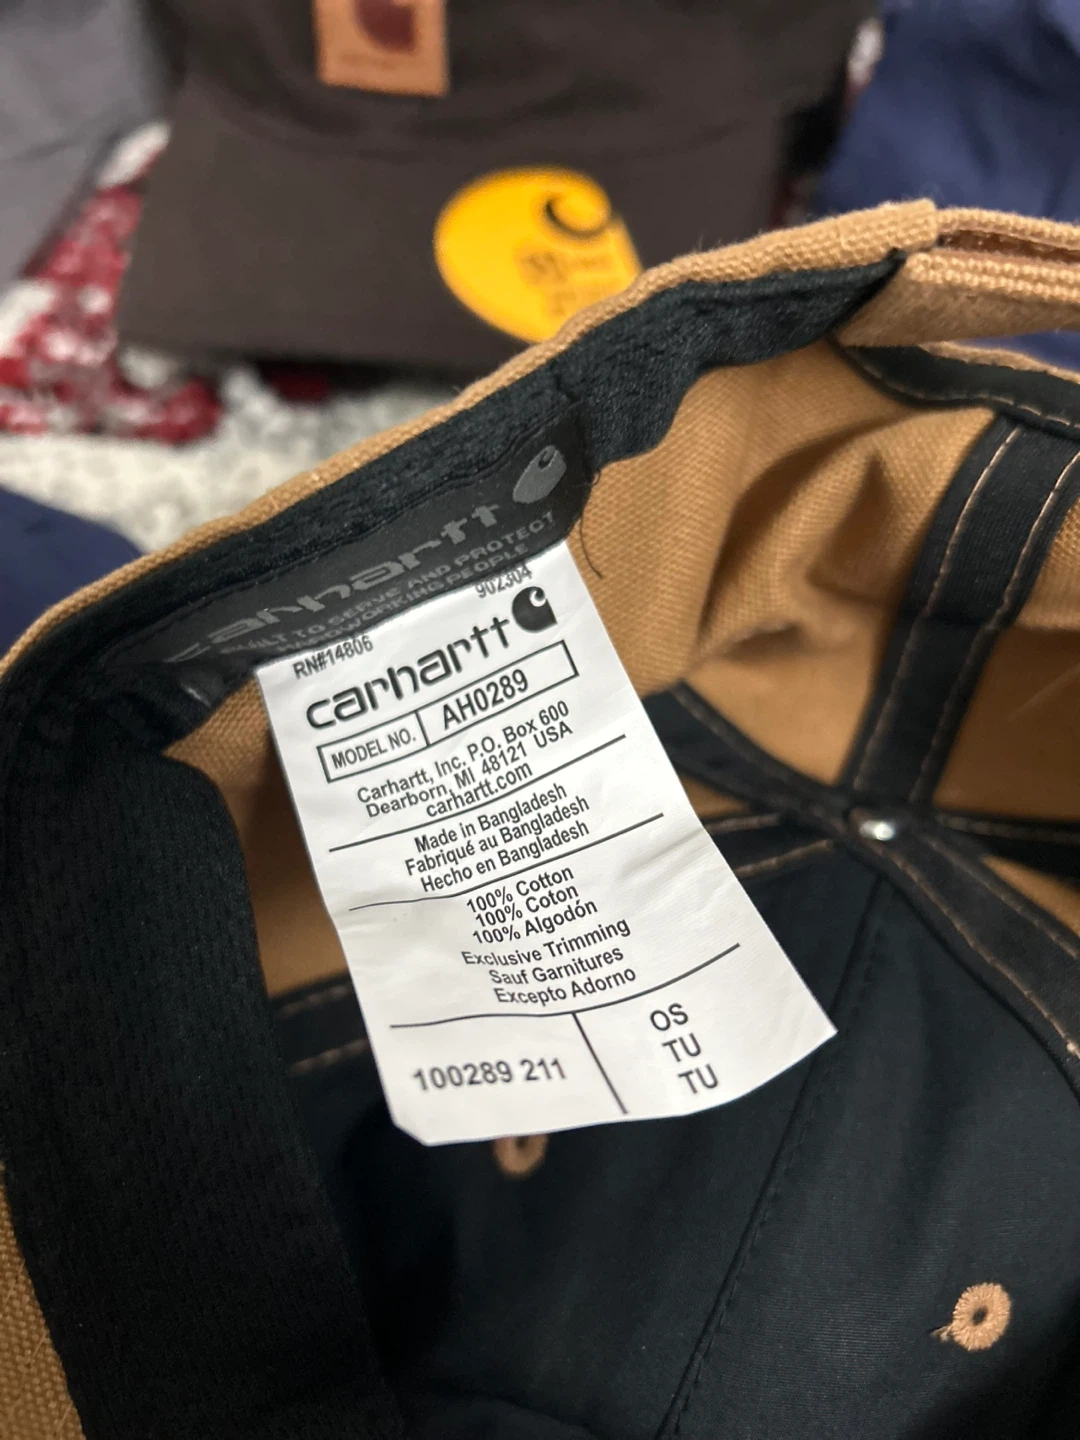 carhartt
BUILT TO SERVE AND PROTECT
HARDWORKING PEOPLE
RN#14806
902304
carhartt
MODEL NO. AH0289
Carhartt, Inc. P.O. Box 600
Dearborn, MI 48121 USA
carhartt.com
Made in Bangladesh
Fabriqué au Bangladesh
Hecho en Bangladesh
100% Cotton
100% Coton
100% Algodón
Exclusive Trimming
Sauf Garnitures
Excepto Adorno
100289 211
OS
TU
TU